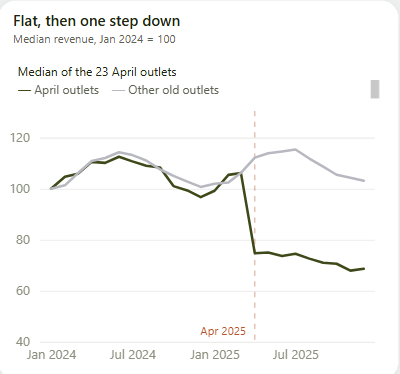 Flat, then one step down
Median revenue, Jan 2024 = 100
Median of the 23 April outlets
April outlets Other old outlets
120
100
80
60
Apr 2025
40
Jan 2024 Jul 2024 Jan 2025 Jul 2025